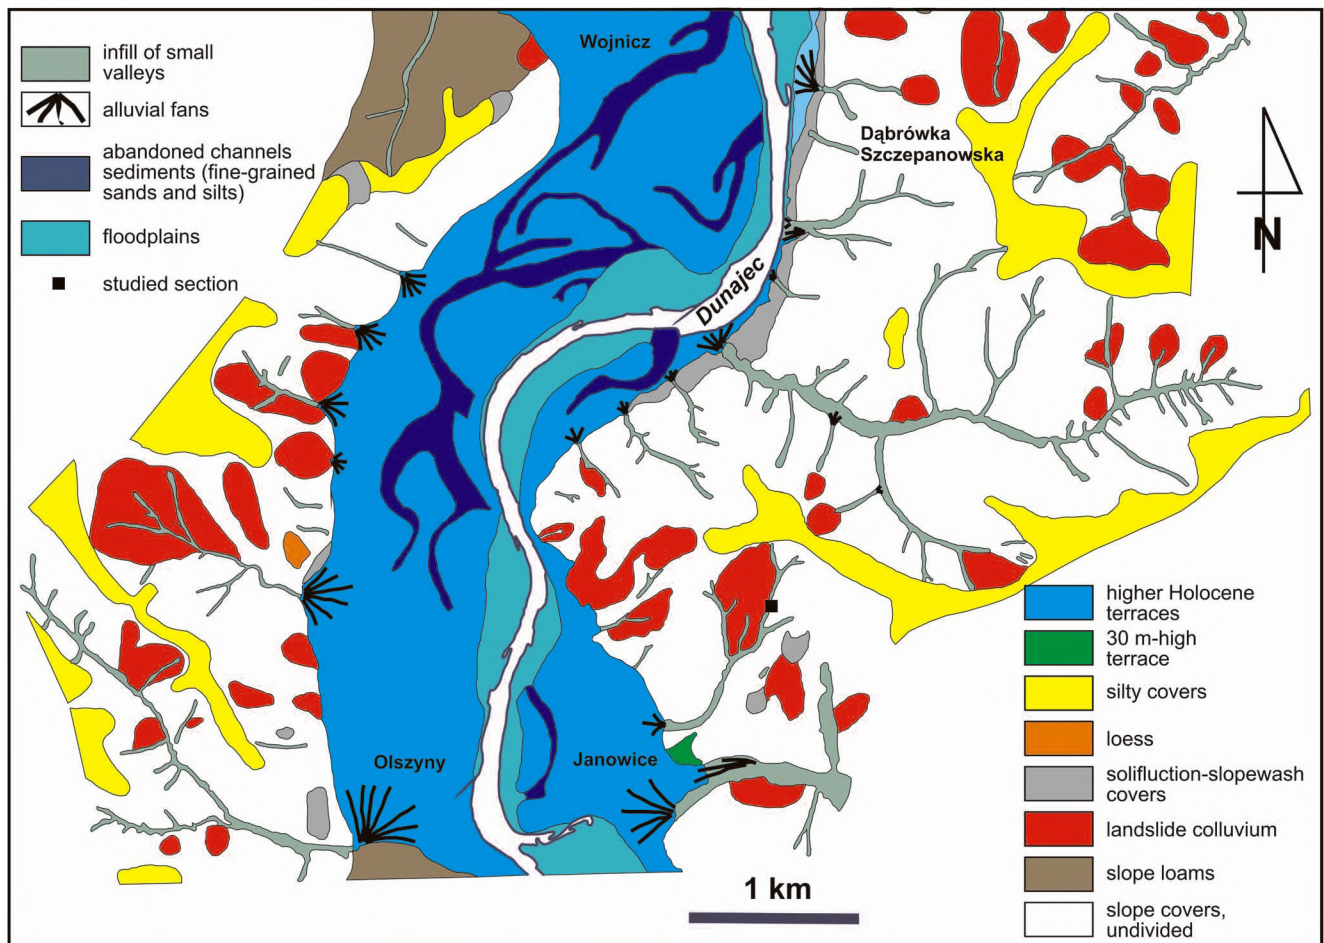 Wojnicz
infill of small
valleys
alluvial fans
abandoned channels
sediments (fine-grained
sands and silts)
floodplains
studied section
Dąbrówka
Szczepanowska
N
Dunajec
Olszyny
Janowice
1 km
higher Holocene
terraces
30 m-high
terrace
silty covers
loess
solifluction-slopewash
covers
landslide colluvium
slope loams
slope covers,
undivided